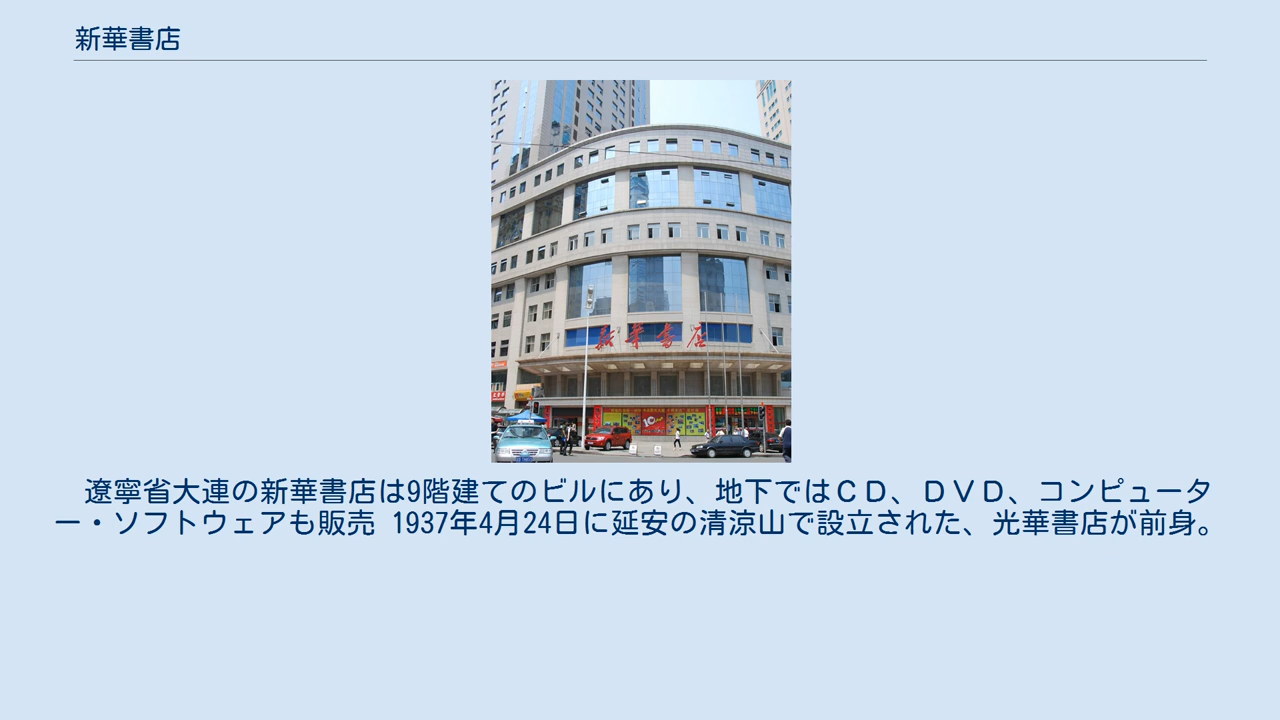 新華書店
新華書店
遼寧省大連の新華書店は9階建てのビルにあり、地下ではＣＤ、ＤＶＤ、コンピュータ
ー・ソフトウェアも販売 1937年4月24日に延安の清涼山で設立された、光華書店が前身。